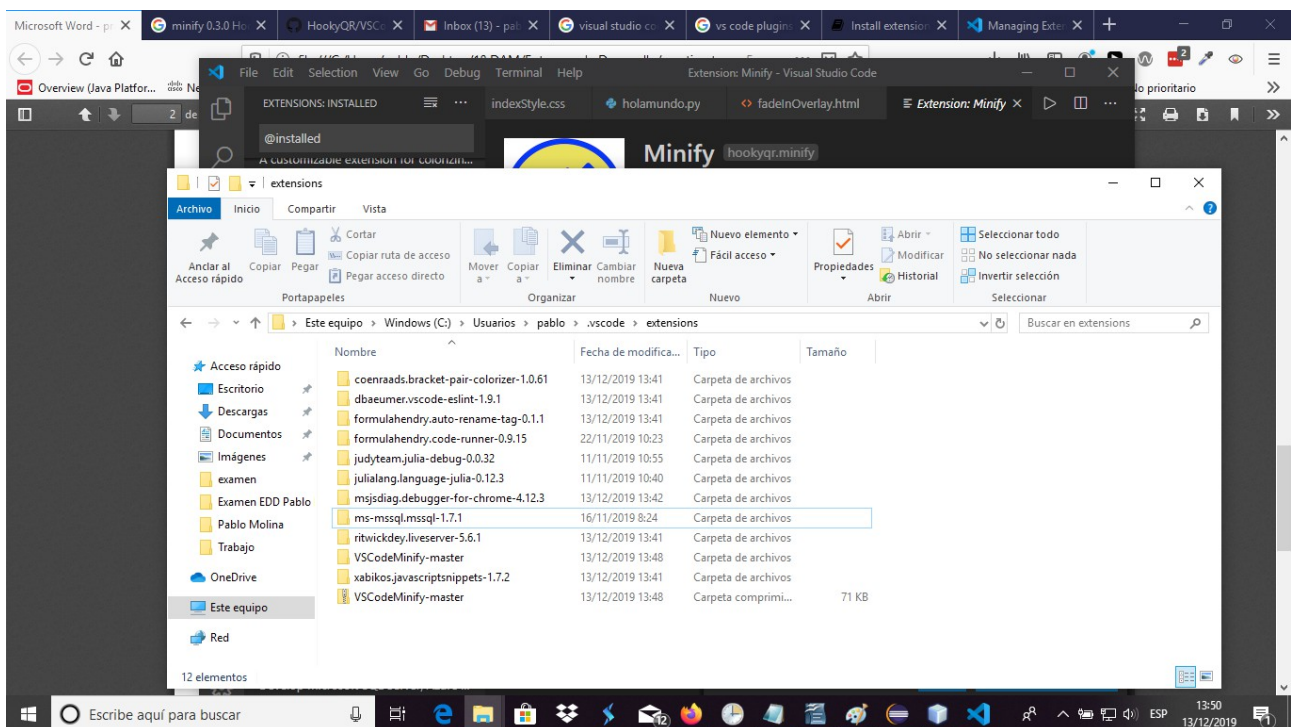 Microsoft Word - p
minify 0.3.0 Ho
HookyQR/VSCo
Inbox (13) - pab
visual studio co
vs code plugins
Install extension
Managing Exter
Overview (Java Platfor...
Ne
No prioritario
File Edit Selection View Go Debug Terminal Help
Extension: Minify - Visual Studio Code
2 de
EXTENSIONS: INSTALLED
indexStyle.css
holamundo.py
fadeInOverlay.html
Extension: Minify
@installed
A customizable extension for colorizin...
Minify hookyqr.minify
extensions
Archivo Inicio Compartir Vista
Anclar al Acceso rápido
Copiar
Pegar
Cortar
Copiar ruta de acceso
Pegar acceso directo
Mover a
Copiar a
Eliminar
Cambiar nombre
Nueva carpeta
Nuevo elemento
Fácil acceso
Propiedades
Abrir
Modificar
Historial
Seleccionar todo
No seleccionar nada
Invertir selección
Portapapeles Organizar Nuevo Abrir Seleccionar
Este equipo > Windows (C:) > Usuarios > pablo > .vscode > extensions
Buscar en extensions
Nombre Fecha de modifica... Tipo Tamaño
Acceso rápido
Escritorio
Descargas
Documentos
Imágenes
examen
Examen EDD Pablo
Pablo Molina
Trabajo
OneDrive
Este equipo
Red
coenraads.bracket-pair-colorizer-1.0.61 13/12/2019 13:41 Carpeta de archivos
dbaeumer.vscode-eslint-1.9.1 13/12/2019 13:41 Carpeta de archivos
formulahendry.auto-rename-tag-0.1.1 13/12/2019 13:41 Carpeta de archivos
formulahendry.code-runner-0.9.15 22/11/2019 10:23 Carpeta de archivos
judyteam.julia-debug-0.0.32 11/11/2019 10:55 Carpeta de archivos
julialang.language-julia-0.12.3 11/11/2019 10:40 Carpeta de archivos
msjsdiag.debugger-for-chrome-4.12.3 13/12/2019 13:42 Carpeta de archivos
ms-mssql.mssql-1.7.1 16/11/2019 8:24 Carpeta de archivos
ritwickdey.liveserver-5.6.1 13/12/2019 13:41 Carpeta de archivos
VSCodeMinify-master 13/12/2019 13:48 Carpeta de archivos
xabikos.javascriptsnippets-1.7.2 13/12/2019 13:41 Carpeta de archivos
VSCodeMinify-master 13/12/2019 13:48 Carpeta comprimi... 71 KB
12 elementos
Escribe aquí para buscar
12
ESP
13:50
13/12/2019